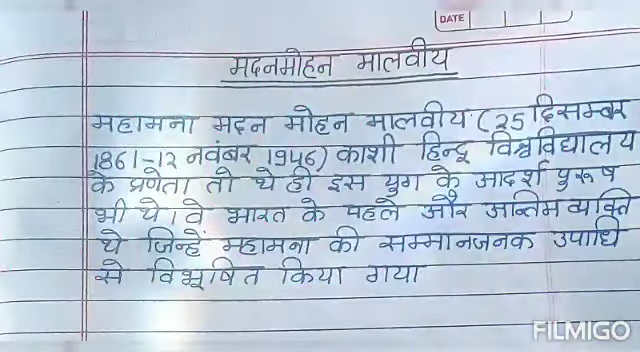 DATE
मदनमोहन मालवीय
महामना मदन मोहन मालवीय (25 दिसम्बर
1861-12 नवंबर 1946) काशी हिन्दू विश्वविद्यालय
के प्रणेता तो थे ही इस युग के आदर्श पुरूष
भी थे। वे भारत के पहले और अन्तिम व्यक्ति
थे जिन्हें महामना की सम्मानजनक उपाधि
से विभूषित किया गया
FILMIGO